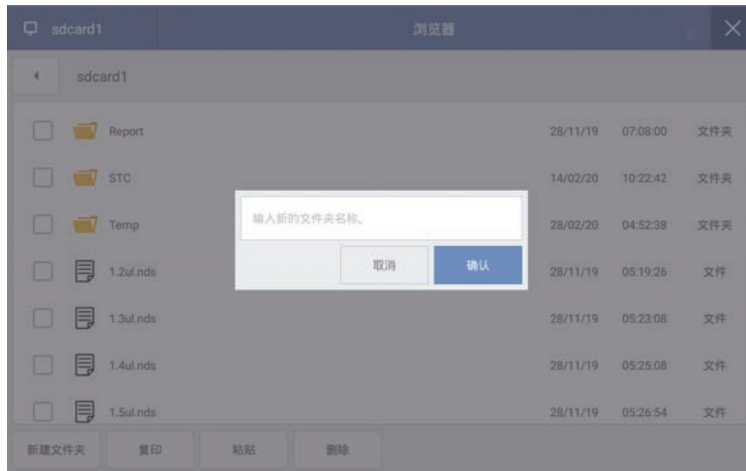 sdcard1 浏览器
sdcard1
Report 28/11/19 07:08:00 文件夹
STC 14/02/20 10:22:42 文件夹
Temp 28/02/20 04:52:38 文件夹
输入新的文件夹名称。
取消 确认
1.2ul.nds 28/11/19 05:19:26 文件
1.3ul.nds 28/11/19 05:23:08 文件
1.4ul.nds 28/11/19 05:25:08 文件
1.5ul.nds 28/11/19 05:26:54 文件
新建文件夹 复印 粘贴 删除